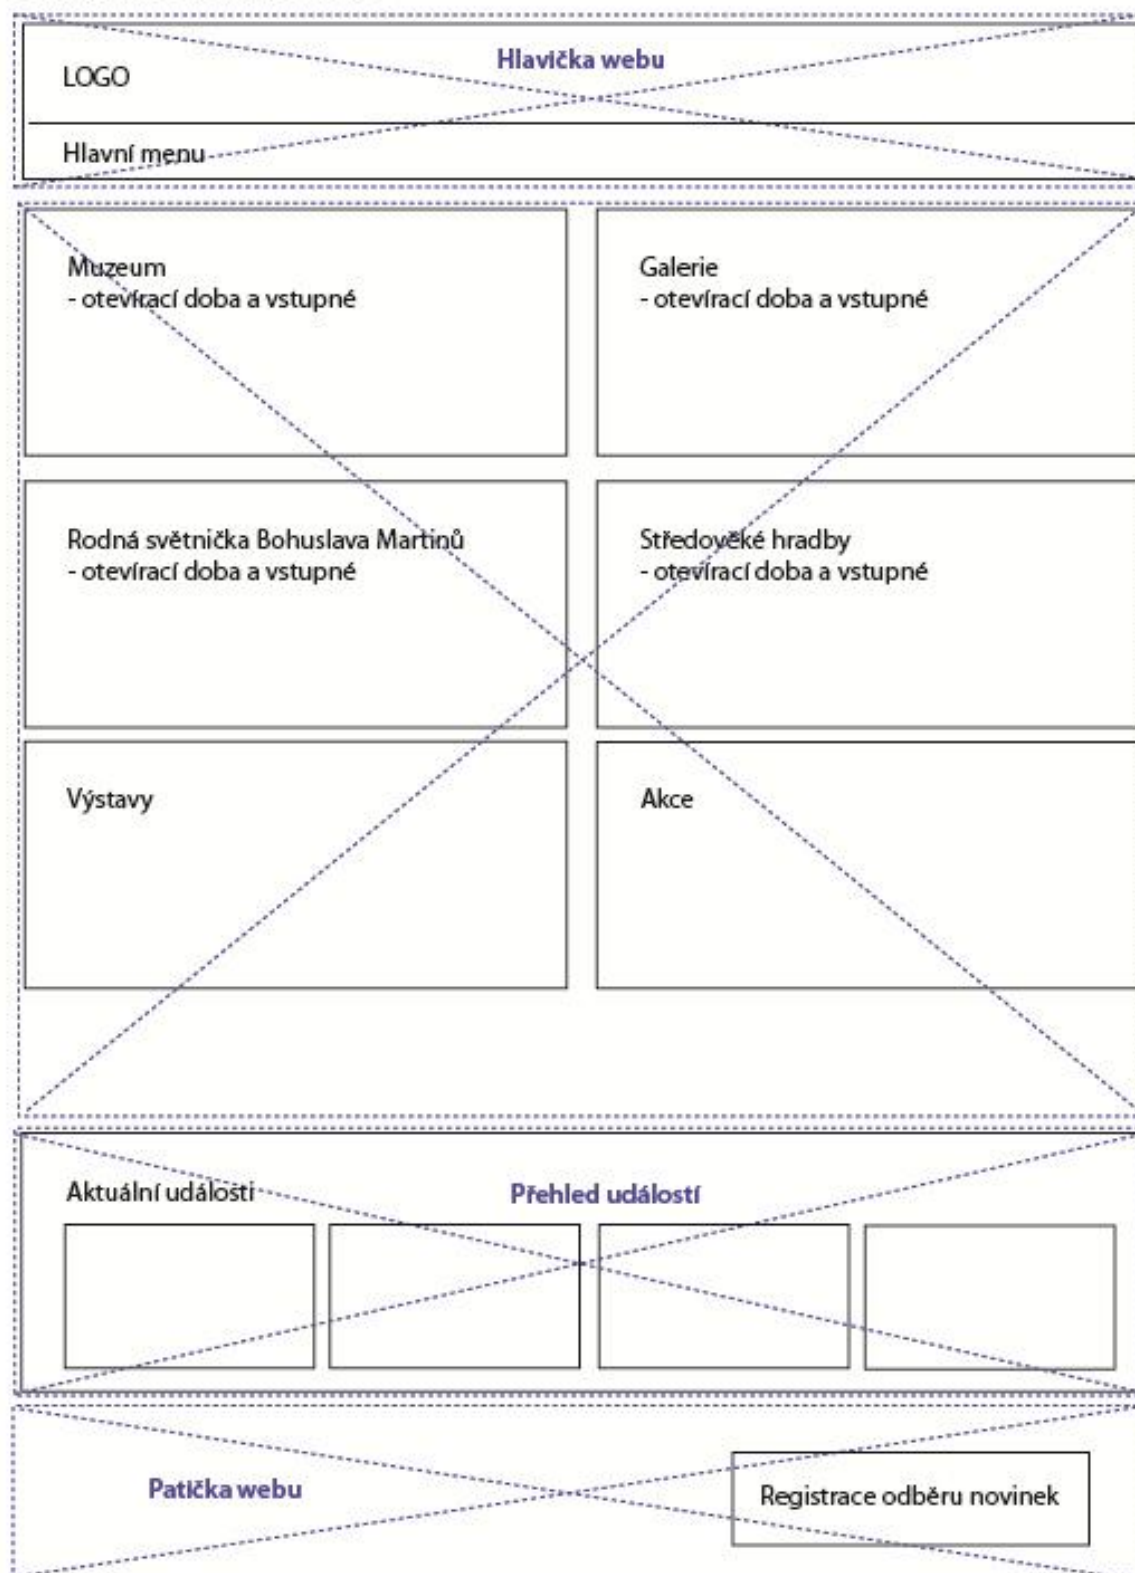 Hlavička webu
LOGO
Hlavní menu
Muzeum
- otevírací doba a vstupné
Galerie
- otevírací doba a vstupné
Rodná světnička Bohuslava Martinů
- otevírací doba a vstupné
Středověké hradby
- otevírací doba a vstupné
Výstavy
Akce
Aktuální události
Přehled událostí
Patička webu
Registrace odběru novinek